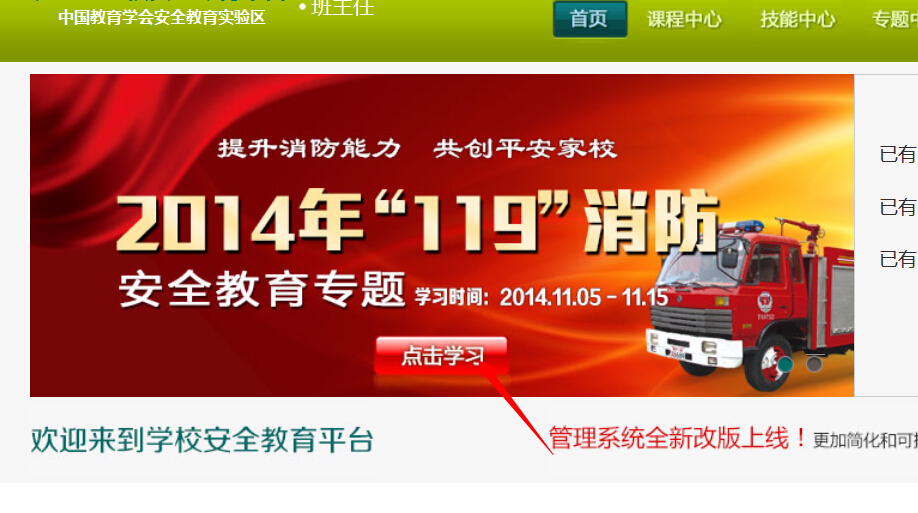 • 班主任
中国教育学会安全教育实验区
首页 课程中心 技能中心 专题中
提升消防能力 共创平安家校
2014年“119”消防
安全教育专题 学习时间：2014.11.05－11.15
点击学习
已有
已有
已有
欢迎来到学校安全教育平台
管理系统全新改版上线！更加简化和可